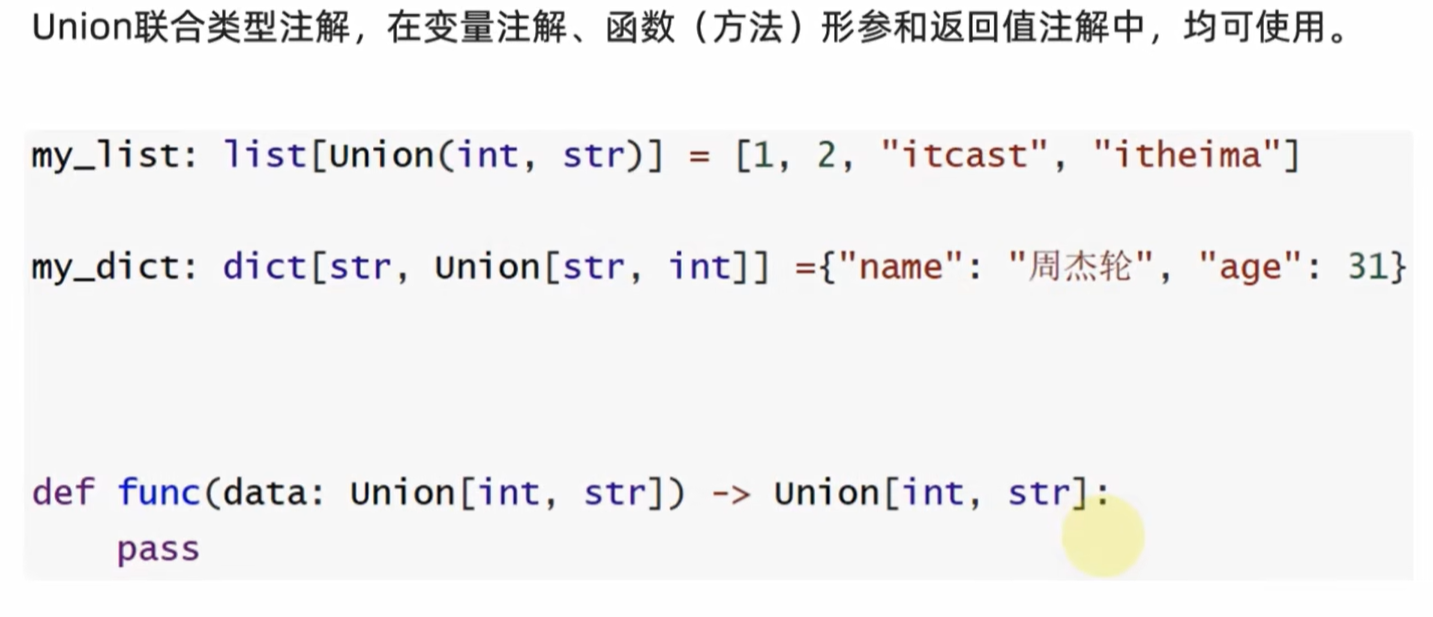 Union联合类型注解，在变量注解、函数（方法）形参和返回值注解中，均可使用。
my_list: list[Union(int, str)] = [1, 2, "itcast", "itheima"]
my_dict: dict[str, Union[str, int]] ={"name": "周杰轮", "age": 31}
def func(data: Union[int, str]) -> Union[int, str]:
    pass